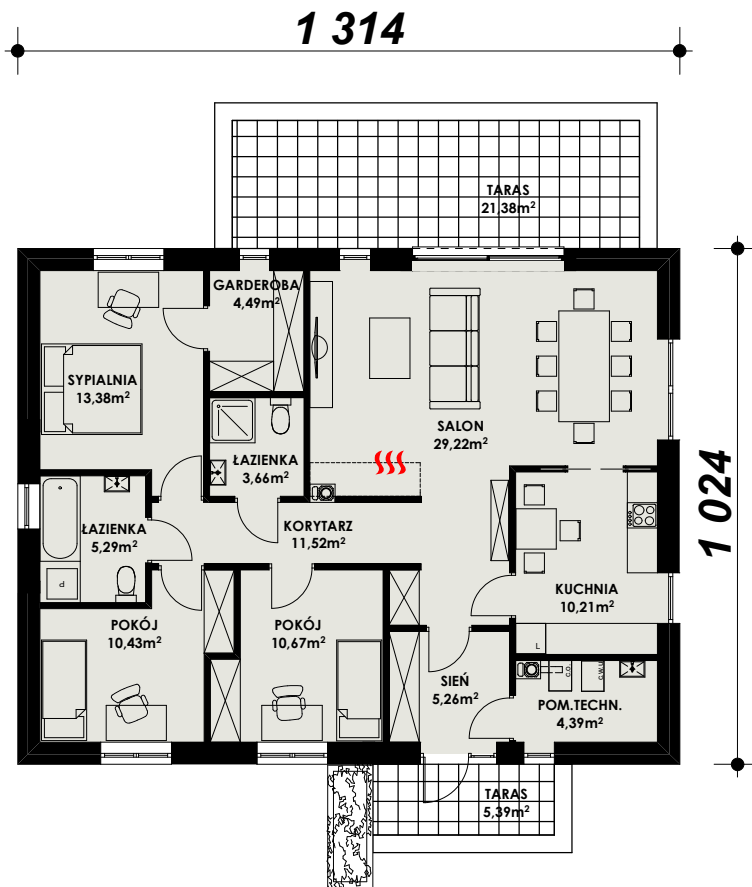 1 314
TARAS
21,38m²
GARDEROBA
4,49m²
SYPIALNIA
13,38m²
SALON
29,22m²
ŁAZIENKA
3,66m²
1 024
KORYTARZ
11,52m²
ŁAZIENKA
5,29m²
P
KUCHNIA
10,21m²
POKÓJ
10,43m²
POKÓJ
10,67m²
L
SIEŃ
5,26m²
C.O.
C.W.U.
POM.TECHN.
4,39m²
TARAS
5,39m²